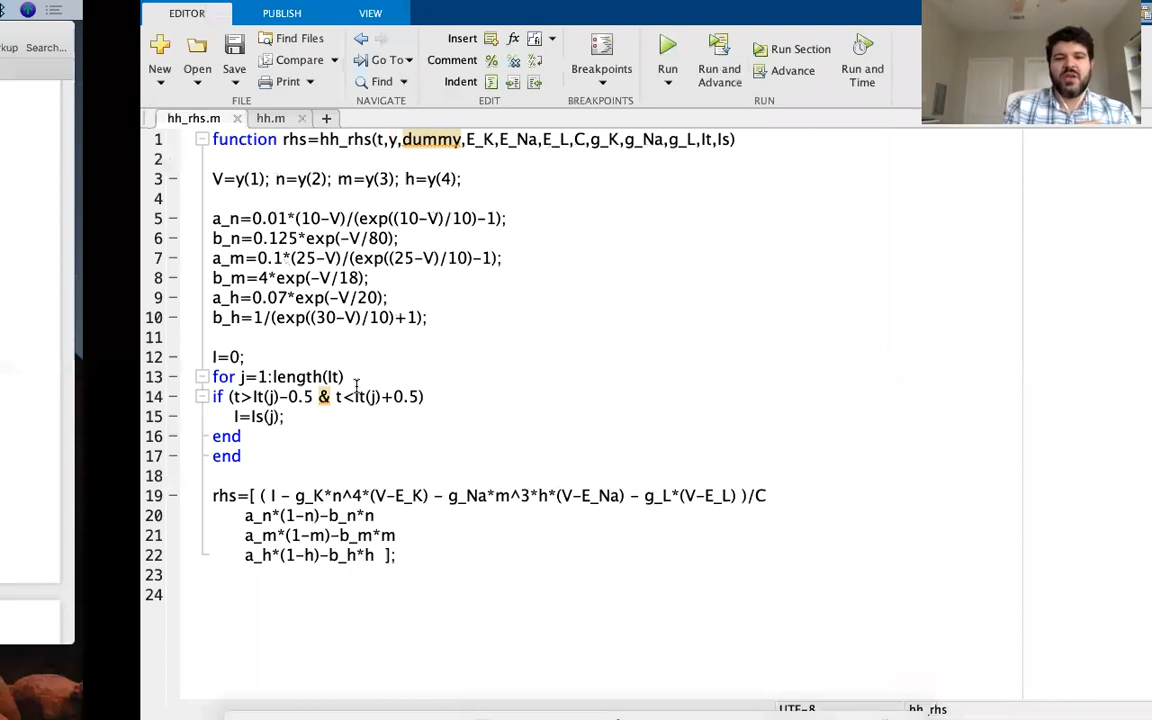 EDITOR PUBLISH VIEW
rkup Search...
New Open Save
Find Files
Compare
Print
Go To
Find
Insert fx
Comment %
Indent
Breakpoints
Run Run and Advance
Run Section
Advance
Run and Time
FILE NAVIGATE EDIT BREAKPOINTS RUN
hh_rhs.m × hh.m × +
1 function rhs=hh_rhs(t,y,dummy,E_K,E_Na,E_L,C,g_K,g_Na,g_L,It,Is)
2
3 V=y(1); n=y(2); m=y(3); h=y(4);
4
5 a_n=0.01*(10-V)/(exp((10-V)/10)-1);
6 b_n=0.125*exp(-V/80);
7 a_m=0.1*(25-V)/(exp((25-V)/10)-1);
8 b_m=4*exp(-V/18);
9 a_h=0.07*exp(-V/20);
10 b_h=1/(exp((30-V)/10)+1);
11
12 I=0;
13 for j=1:length(It)
14 if (t>It(j)-0.5 & t<It(j)+0.5)
15 I=Is(j);
16 end
17 end
18
19 rhs=[ ( I - g_K*n^4*(V-E_K) - g_Na*m^3*h*(V-E_Na) - g_L*(V-E_L) )/C
20 a_n*(1-n)-b_n*n
21 a_m*(1-m)-b_m*m
22 a_h*(1-h)-b_h*h ];
23
24
UTF-8 hh_rhs